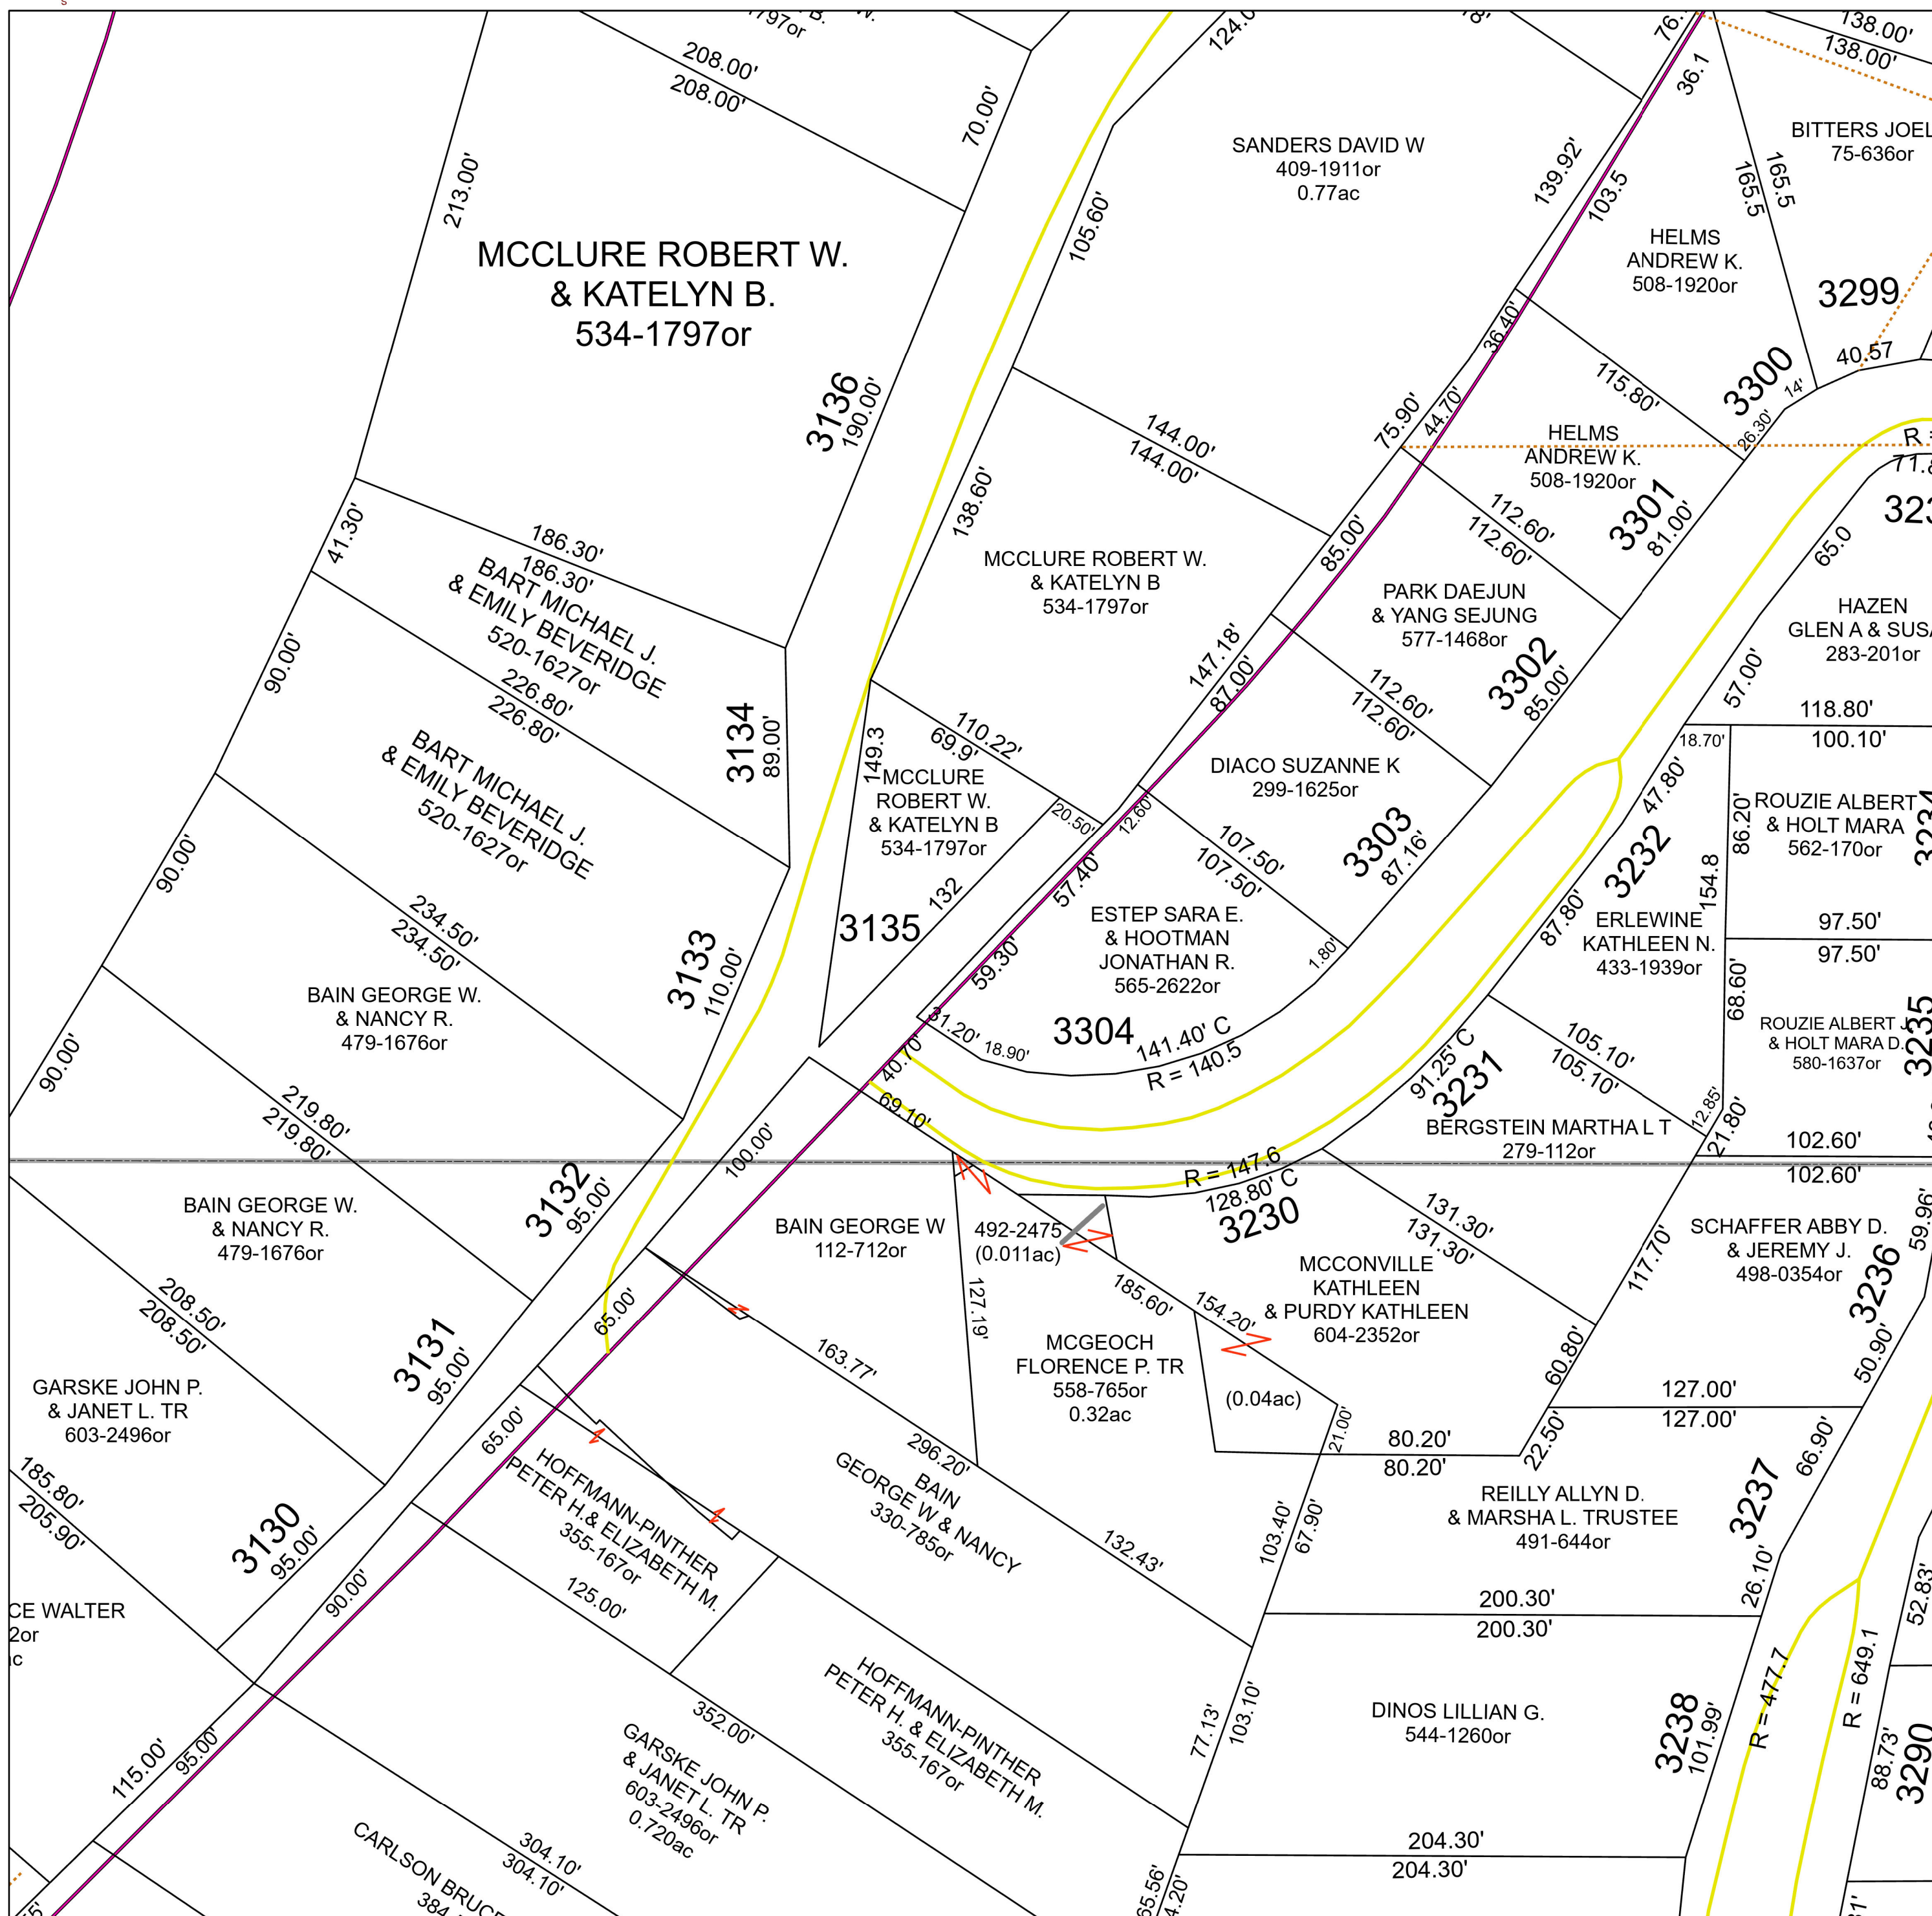 208.00'
208.00'
70.00'
213.00'
MCCLURE ROBERT W.
& KATELYN B.
534-1797or
3136
190.00'
105.60'
SANDERS DAVID W
409-1911or
0.77ac
139.92'
36.1
103.5
138.00'
138.00'
75-636or
165.5
165.5
HELMS
ANDREW K.
508-1920or
3299
40.57
3300
14'
26.30'
36.40'
115.80'
75.90'
44.70'
HELMS
ANDREW K.
508-1920or
3301
81.00'
144.00'
144.00'
138.60'
MCCLURE ROBERT W.
& KATELYN B
534-1797or
85.00'
112.60'
112.60'
PARK DAEJUN
& YANG SEJUNG
577-1468or
3302
85.00'
65.0
HAZEN
283-201or
57.00'
118.80'
100.10'
18.70'
41.30'
186.30'
186.30'
BART MICHAEL J.
& EMILY BEVERIDGE
520-1627or
90.00'
226.80'
226.80'
3134
89.00'
BART MICHAEL J.
& EMILY BEVERIDGE
520-1627or
90.00'
149.3
110.22'
69.9'
MCCLURE
ROBERT W.
& KATELYN B
534-1797or
20.50'
132
3135
147.18'
87.00'
112.60'
112.60'
DIACO SUZANNE K
299-1625or
3303
87.16'
12.60'
57.40'
107.50'
107.50'
47.80'
86.20'
ROUZIE ALBERT
& HOLT MARA
562-170or
3234
3232
154.8
87.80'
ERLEWINE
KATHLEEN N.
433-1939or
97.50'
97.50'
68.60'
234.50'
234.50'
3133
110.00'
BAIN GEORGE W.
& NANCY R.
479-1676or
90.00'
59.30'
ESTEP SARA E.
& HOOTMAN
JONATHAN R.
565-2622or
1.80'
31.20'
18.90'
3304
141.40' C
R = 140.5
40.70'
69.10'
91.25' C
3231
105.10'
105.10'
ROUZIE ALBERT J
& HOLT MARA D.
580-1637or
3235
12.85'
21.80'
BERGSTEIN MARTHA L T
279-112or
102.60'
102.60'
219.80'
219.80'
3132
95.00'
100.00'
BAIN GEORGE W.
& NANCY R.
479-1676or
BAIN GEORGE W
112-712or
492-2475
(0.011ac)
R = 147.6
128.80' C
3230
131.30'
131.30'
117.70'
SCHAFFER ABBY D.
& JEREMY J.
498-0354or
59.96'
3236
50.90'
208.50'
208.50'
65.00'
127.19'
185.60'
154.20'
MCCONVILLE
KATHLEEN
& PURDY KATHLEEN
604-2352or
60.80'
3131
95.00'
163.77'
MCGEOCH
FLORENCE P. TR
558-765or
0.32ac
(0.04ac)
127.00'
127.00'
GARSKE JOHN P.
& JANET L. TR
603-2496or
65.00'
HOFFMANN-PINTHER
PETER H.& ELIZABETH M.
355-167or
296.20'
BAIN
GEORGE W & NANCY
330-785or
21.00'
80.20'
80.20'
22.50'
66.90'
185.80'
205.90'
3130
95.00'
90.00'
125.00'
132.43'
103.40'
67.90'
REILLY ALLYN D.
& MARSHA L. TRUSTEE
491-644or
3237
26.10'
200.30'
200.30'
52.83'
CE WALTER
2or
HOFFMANN-PINTHER
PETER H. & ELIZABETH M.
355-167or
77.13'
103.10'
DINOS LILLIAN G.
544-1260or
3238
101.99'
R = 477.7
R = 649.1
88.73'
3290
115.00'
95.00'
352.00'
GARSKE JOHN P.
& JANET L. TR
603-2496or
0.720ac
304.10'
304.10'
204.30'
204.30'
65.56'